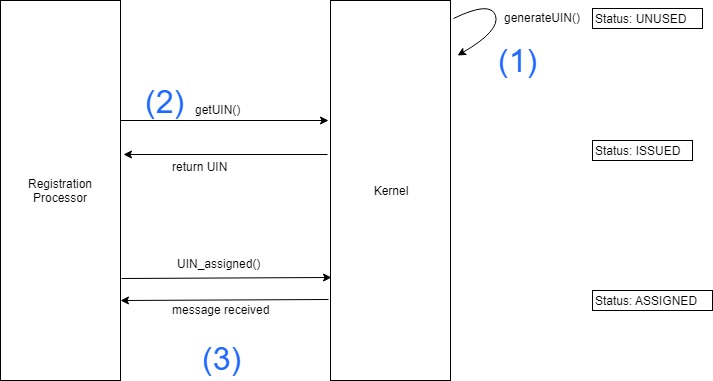 generateUIN()
Status: UNUSED
(1)
(2)
getUIN()
return UIN
Status: ISSUED
Registration
Processor
Kernel
UIN_assigned()
message received
Status: ASSIGNED
(3)